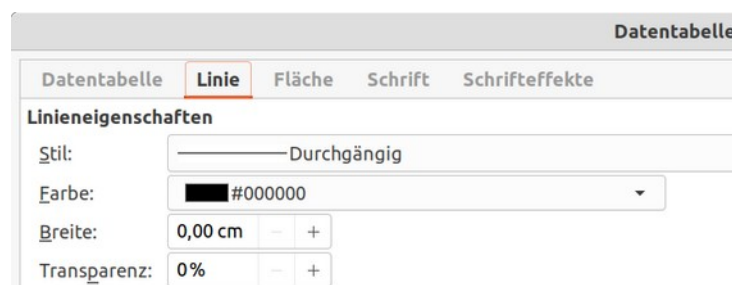 Datentabelle
Datentabelle Linie Fläche Schrift Schrifteffekte
Linieneigenschaften
Stil: Durchgängig
Farbe: #000000
Breite: 0,00 cm − +
Transparenz: 0% − +